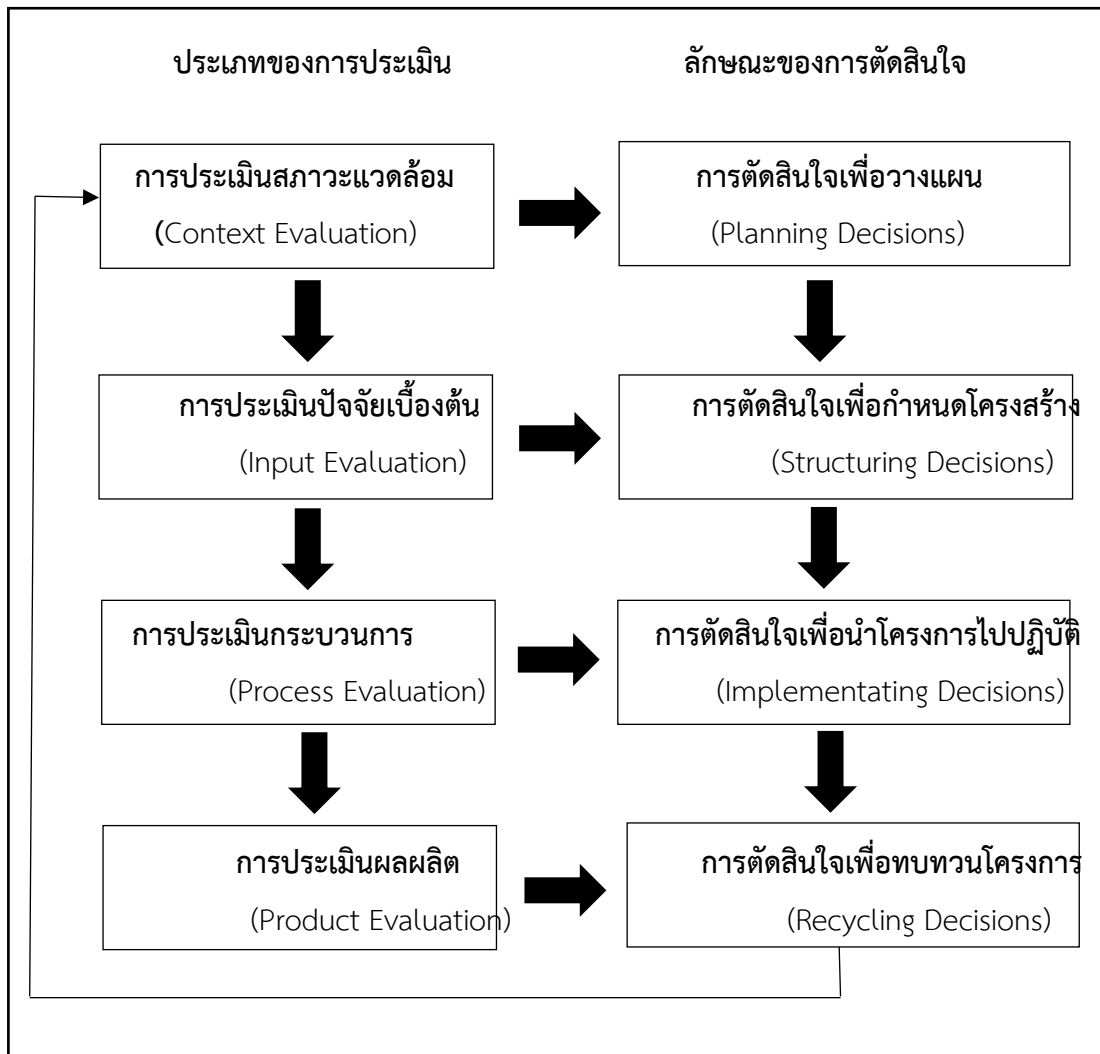 ประเภทของการประเมิน
ลักษณะของการตัดสินใจ
การประเมินสภาวะแวดล้อม
(Context Evaluation)
การตัดสินใจเพื่อวางแผน
(Planning Decisions)
การประเมินปัจจัยเบื้องต้น
(Input Evaluation)
การตัดสินใจเพื่อกำหนดโครงสร้าง
(Structuring Decisions)
การประเมินกระบวนการ
(Process Evaluation)
การตัดสินใจเพื่อนำโครงการไปปฏิบัติ
(Implementating Decisions)
การประเมินผลผลิต
(Product Evaluation)
การตัดสินใจเพื่อทบทวนโครงการ
(Recycling Decisions)